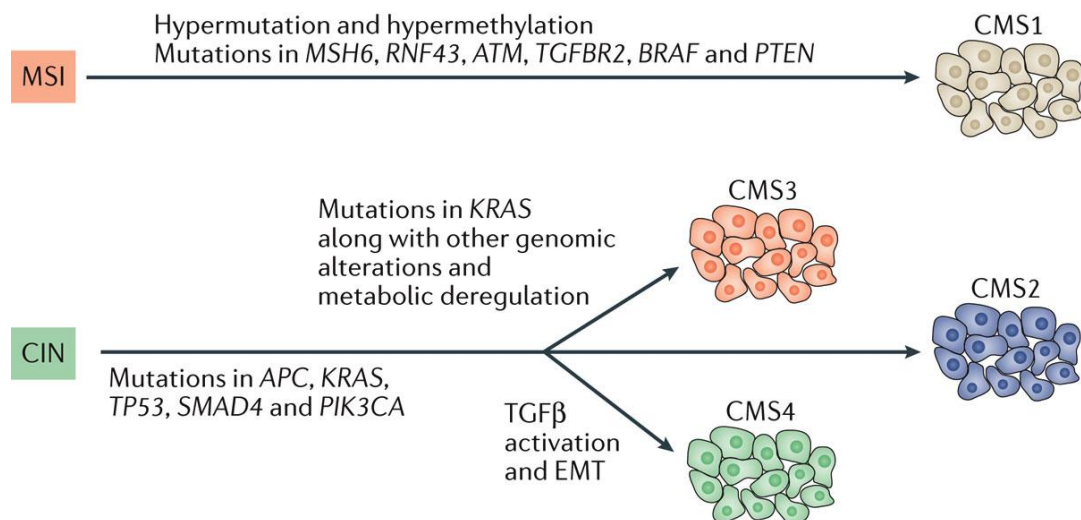 Hypermutation and hypermethylation
Mutations in MSH6, RNF43, ATM, TGFBR2, BRAF and PTEN
MSI
CMS1
Mutations in KRAS
along with other genomic
alterations and
metabolic deregulation
CMS3
CIN
CMS2
Mutations in APC, KRAS,
TP53, SMAD4 and PIK3CA
TGFβ
activation
and EMT
CMS4